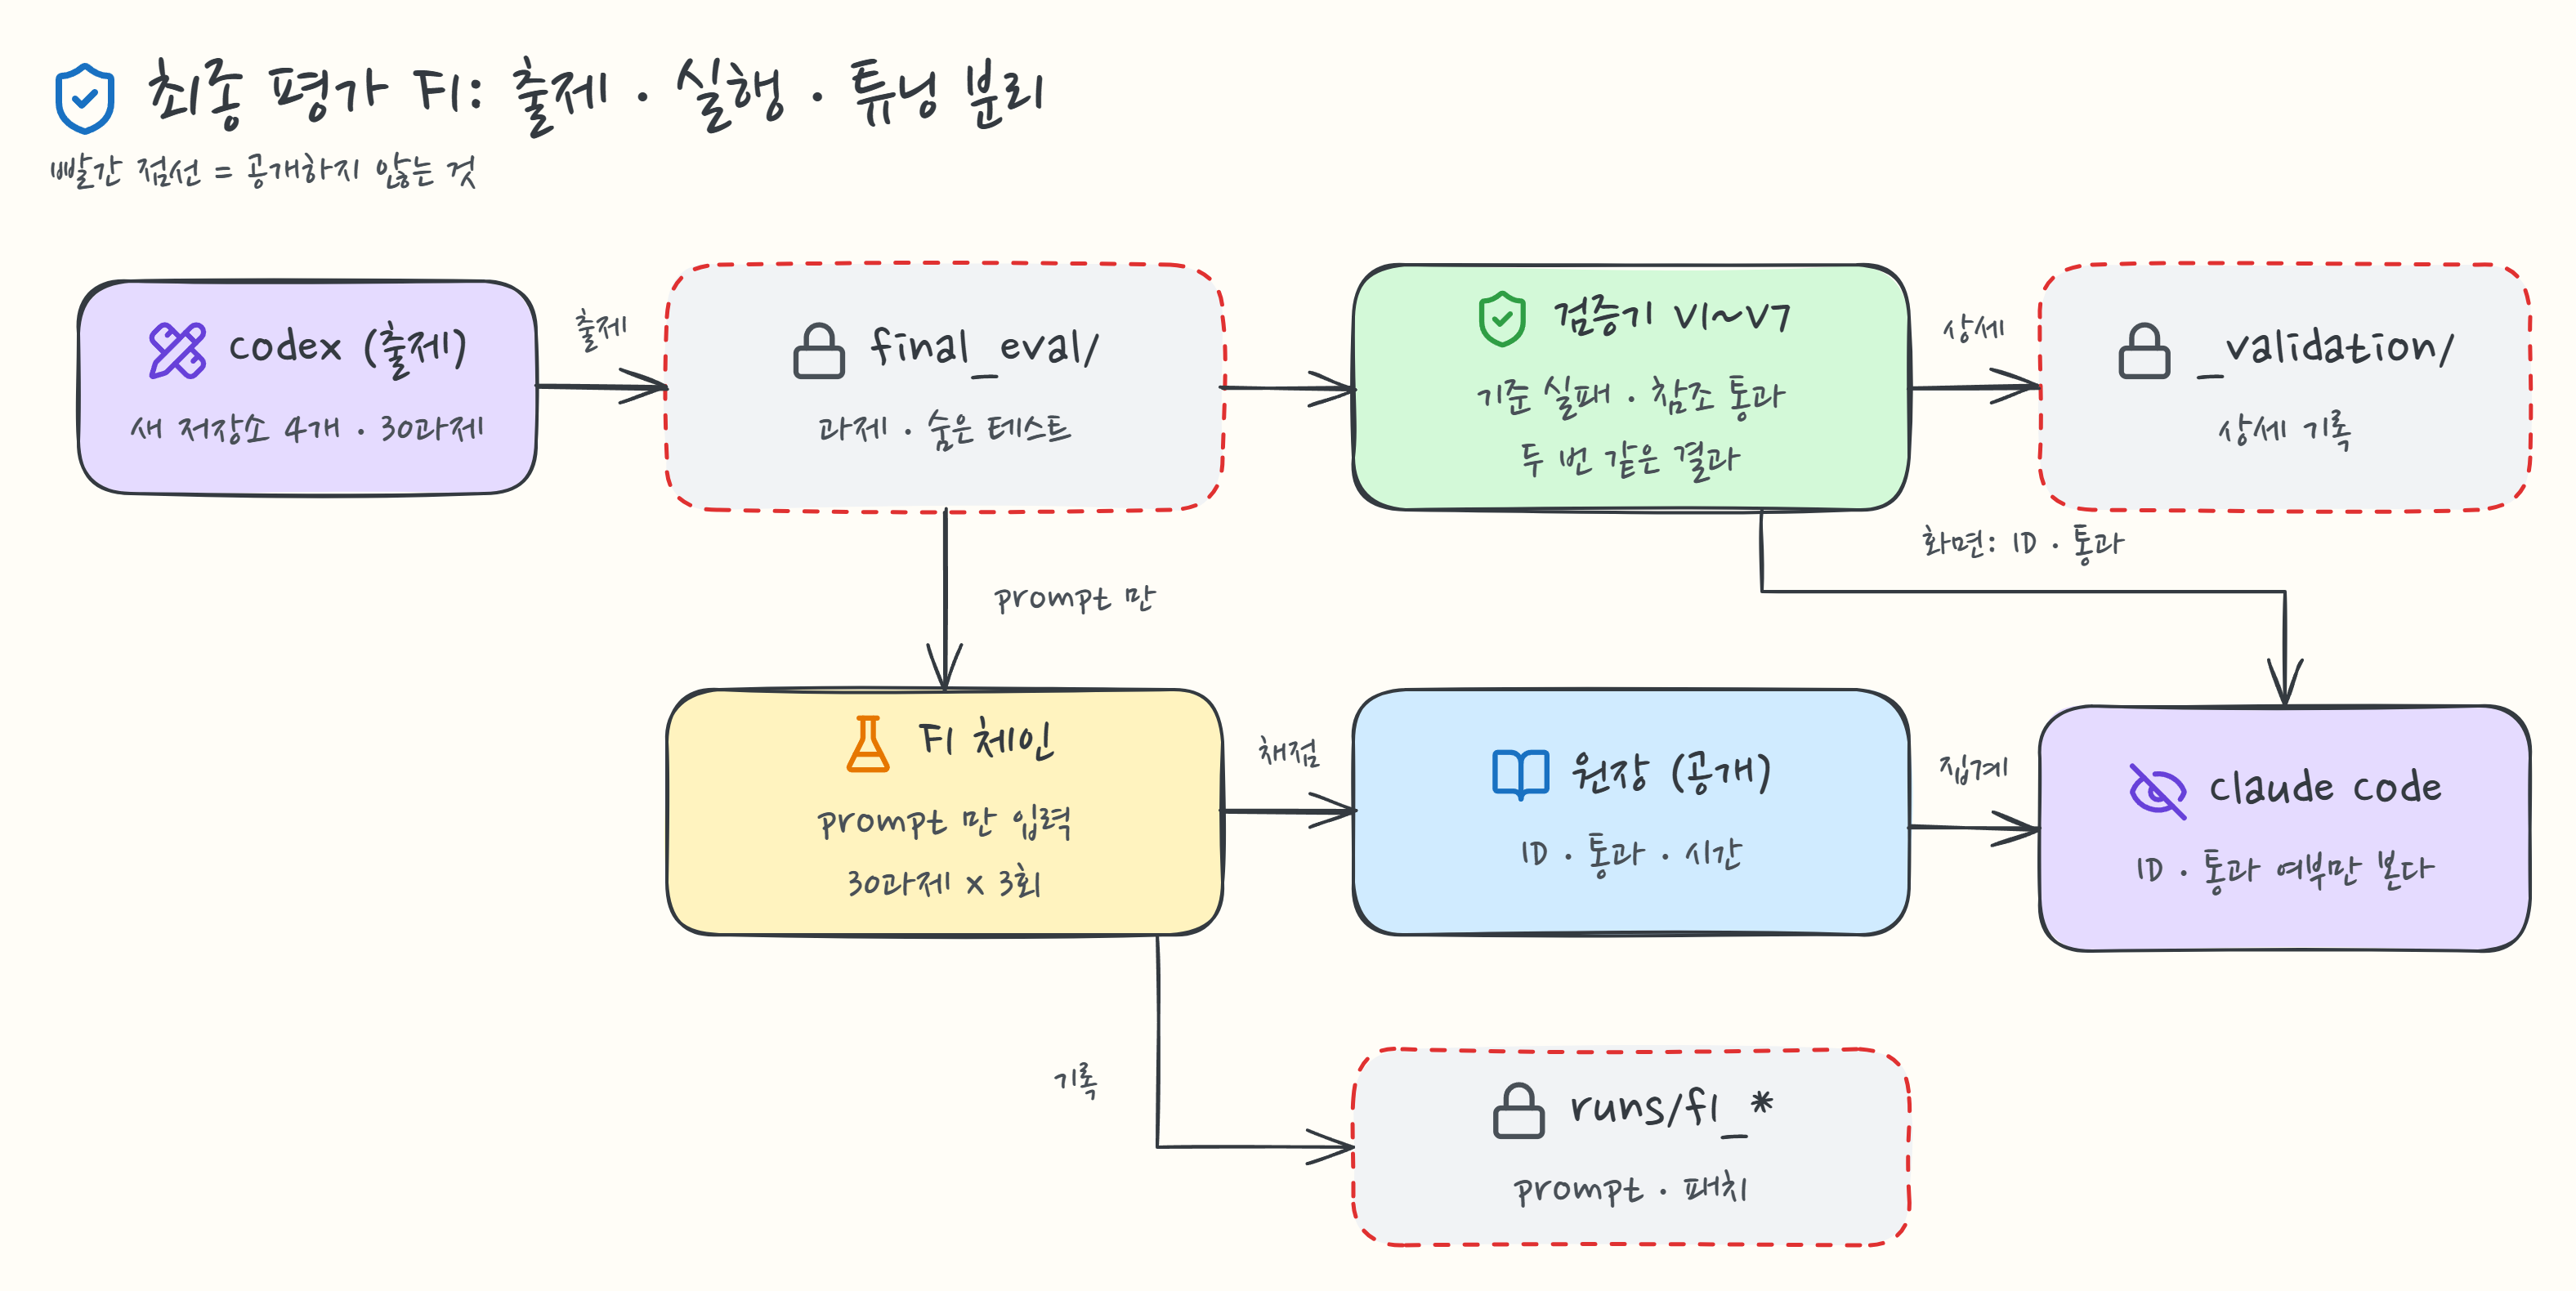 최종 평가 F1: 출제 · 실행 · 튜닝 분리
빨간 점선 = 공개하지 않는 것
codex (출제)
새 저장소 4개 · 30과제
출제
final_eval/
과제 · 숨은 테스트
검증기 V1~V7
기준 실패 · 참조 통과
두 번 같은 결과
상세
_validation/
상세 기록
화면: ID · 통과
prompt 만
F1 체인
prompt 만 입력
30과제 x 3회
채점
원장 (공개)
ID · 통과 · 시간
집계
claude code
ID · 통과 여부만 본다
기록
runs/f1_*
prompt · 패치